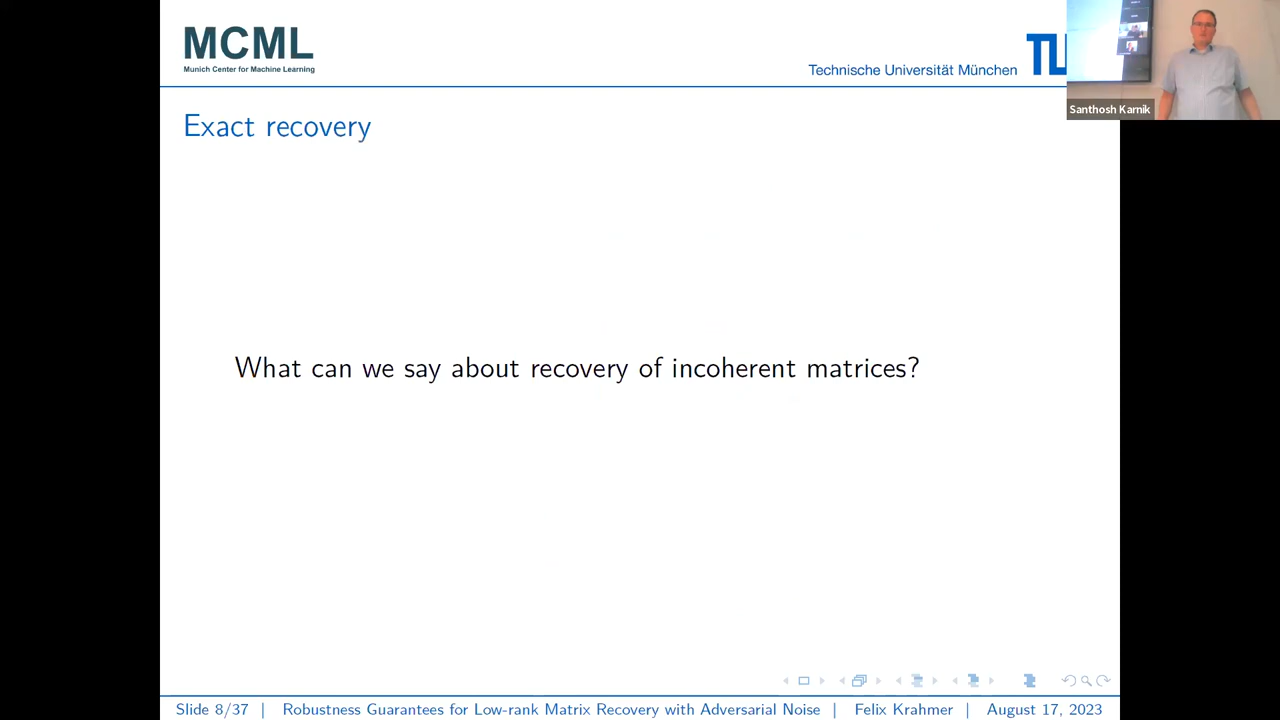 MCML
Munich Center for Machine Learning
Technische Universität München
Santhosh Karnik
Exact recovery
What can we say about recovery of incoherent matrices?
Slide 8/37 | Robustness Guarantees for Low-rank Matrix Recovery with Adversarial Noise | Felix Krahmer | August 17, 2023